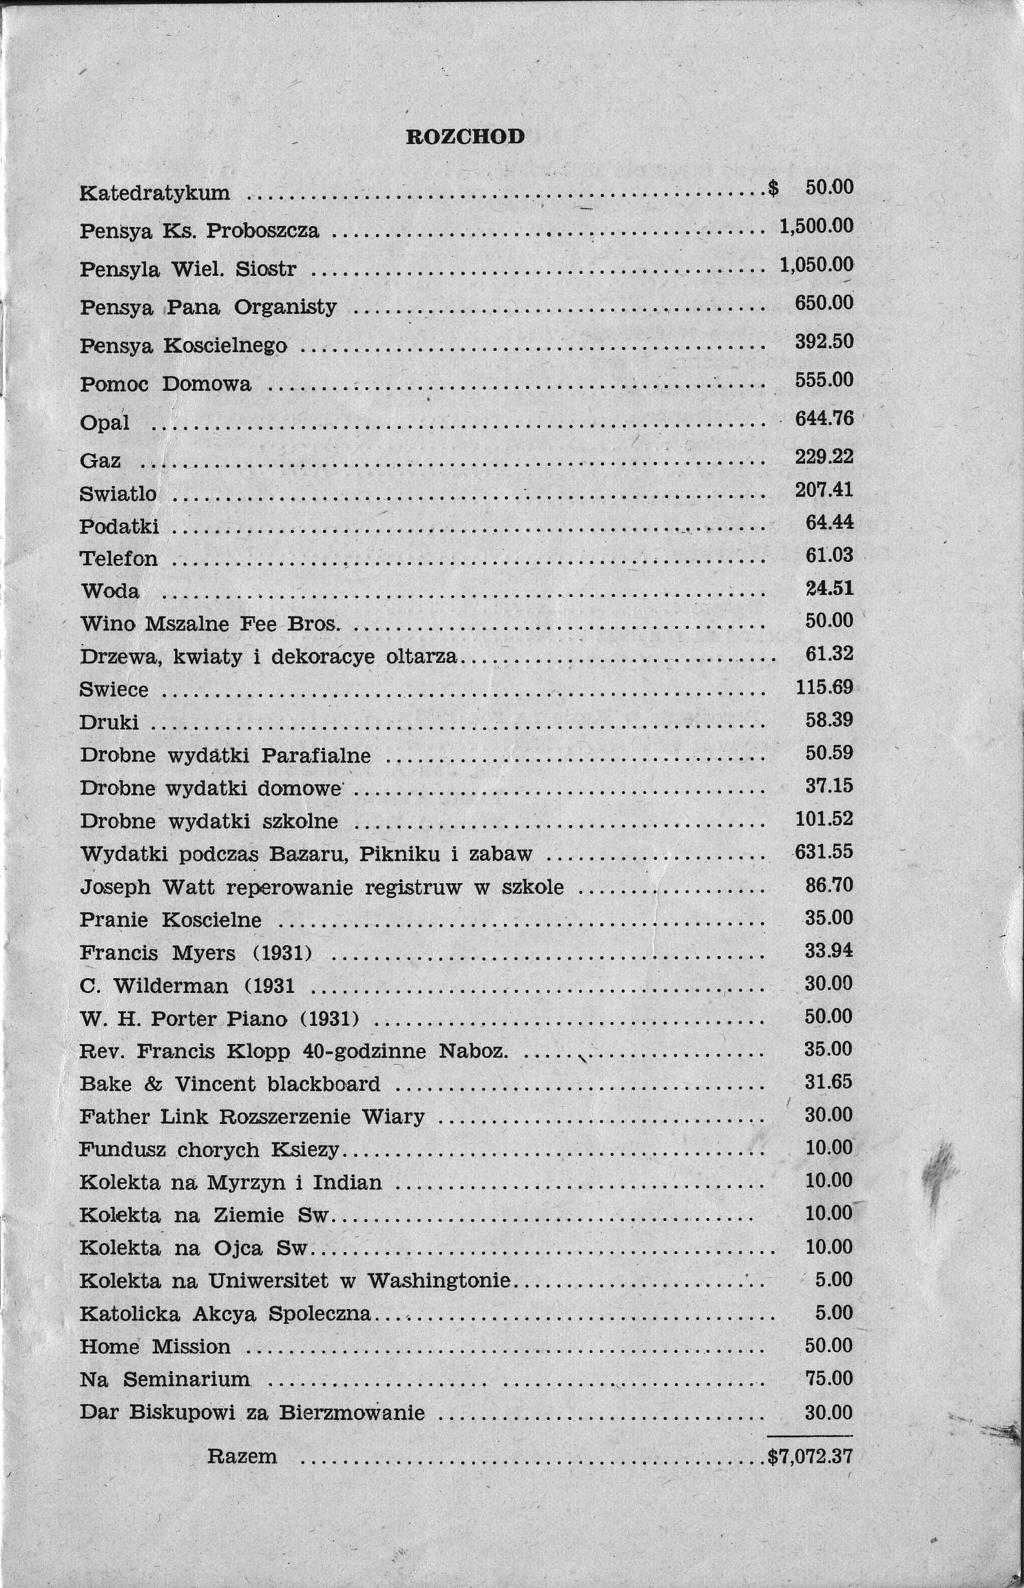 ROZCHOD
Katedratykum ................................................$ 50.00
Pensya Ks. Proboszcza ........................................ 1,500.00
Pensyla Wiel. Siostr .......................................... 1,050.00
Pensya Pana Organisty ...................................... 650.00
Pensya Koscielnego ........................................... 392.50
Pomoc Domowa .............................................. 555.00
Opal ......................................................... 644.76
Gaz .......................................................... 229.22
Swiatlo ....................................................... 207.41
Podatki ....................................................... 64.44
Telefon ....................................................... 61.03
Woda ........................................................ 24.51
Wino Mszalne Fee Bros. ....................................... 50.00
Drzewa, kwiaty i dekoracye oltarza............................. 61.32
Swiece ........................................................ 115.69
Druki ......................................................... 58.39
Drobne wydatki Parafialne .................................... 50.59
Drobne wydatki domowe ...................................... 37.15
Drobne wydatki szkolne ...................................... 101.52
Wydatki podczas Bazaru, Pikniku i zabaw ..................... 631.55
Joseph Watt reperowanie registruw w szkole .................. 86.70
Pranie Koscielne .............................................. 35.00
Francis Myers (1931) ......................................... 33.94
C. Wilderman (1931 .......................................... 30.00
W. H. Porter Piano (1931) ..................................... 50.00
Rev. Francis Klopp 40-godzinne Naboz. ....................... 35.00
Bake & Vincent blackboard ................................... 31.65
Father Link Rozszerzenie Wiary ............................... 30.00
Fundusz chorych Ksiezy........................................ 10.00
Kolekta na Myrzyn i Indian ................................... 10.00
Kolekta na Ziemie Sw........................................ 10.00
Kolekta na Ojca Sw............................................ 10.00
Kolekta na Uniwersitet w Washingtonie........................ 5.00
Katolicka Akcya Spoleczna...................................... 5.00
Home Mission ................................................ 50.00
Na Seminarium .............................................. 75.00
Dar Biskupowi za Bierzmowanie ............................... 30.00
Razem ............................................$7,072.37